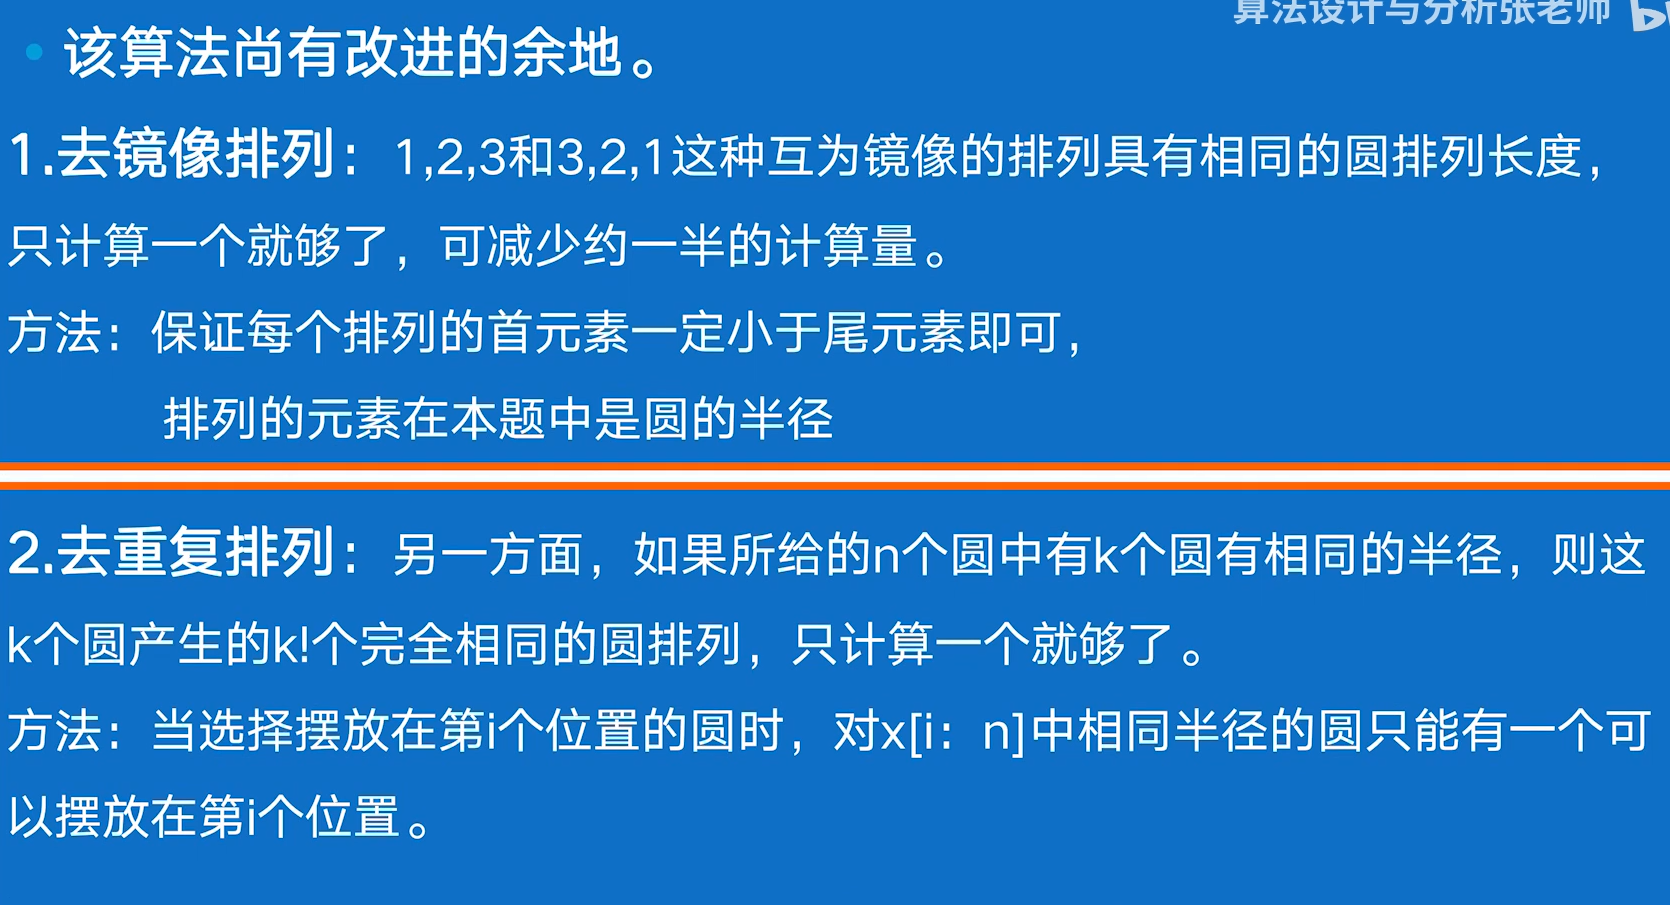 算法设计与分析张老师
该算法尚有改进的余地。
1.去镜像排列：1,2,3和3,2,1这种互为镜像的排列具有相同的圆排列长度，
只计算一个就够了，可减少约一半的计算量。
方法：保证每个排列的首元素一定小于尾元素即可，
排列的元素在本题中是圆的半径
2.去重复排列：另一方面，如果所给的n个圆中有k个圆有相同的半径，则这
k个圆产生的k!个完全相同的圆排列，只计算一个就够了。
方法：当选择摆放在第i个位置的圆时，对x[i：n]中相同半径的圆只能有一个可
以摆放在第i个位置。